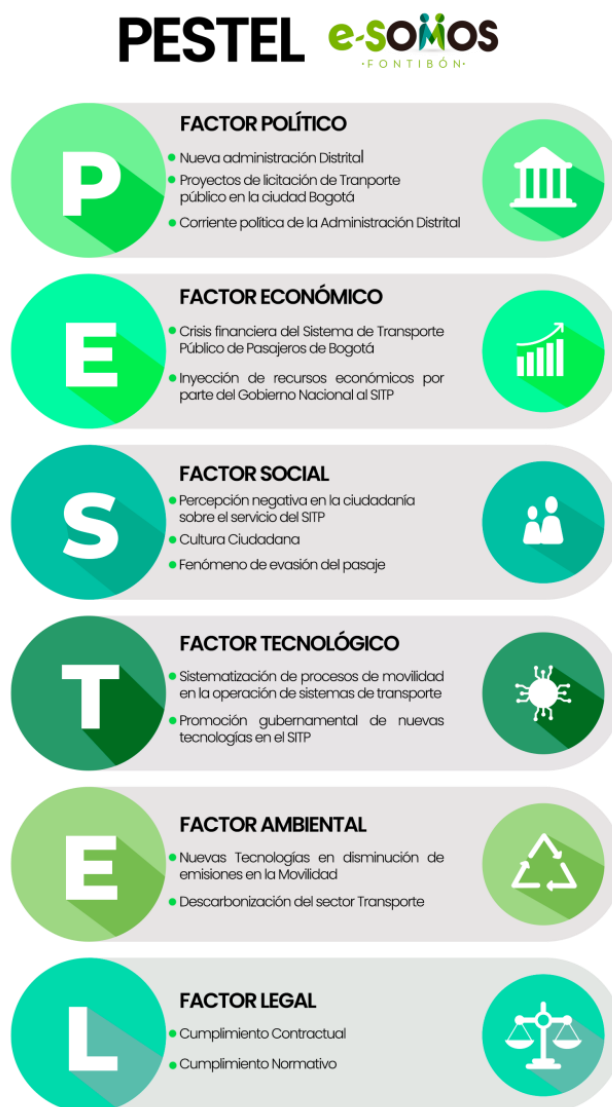 PESTEL e-SOMOS
·FONTIBÓN·
P
FACTOR POLÍTICO
Nueva administración Distrital
Proyectos de licitación de Tranporte
público en la ciudad Bogotá
Corriente política de la Administración Distrital
E
FACTOR ECONÓMICO
Crisis financiera del Sistema de Transporte
Público de Pasajeros de Bogotá
Inyección de recursos económicos por
parte del Gobierno Nacional al SITP
S
FACTOR SOCIAL
Percepción negativa en la ciudadanía
sobre el servicio del SITP
Cultura Ciudadana
Fenómeno de evasión del pasaje
T
FACTOR TECNOLÓGICO
Sistematización de procesos de movilidad
en la operación de sistemas de transporte
Promoción gubernamental de nuevas
tecnologías en el SITP
E
FACTOR AMBIENTAL
Nuevas Tecnologías en disminución de
emisiones en la Movilidad
Descarbonización del sector Transporte
L
FACTOR LEGAL
Cumplimiento Contractual
Cumplimiento Normativo